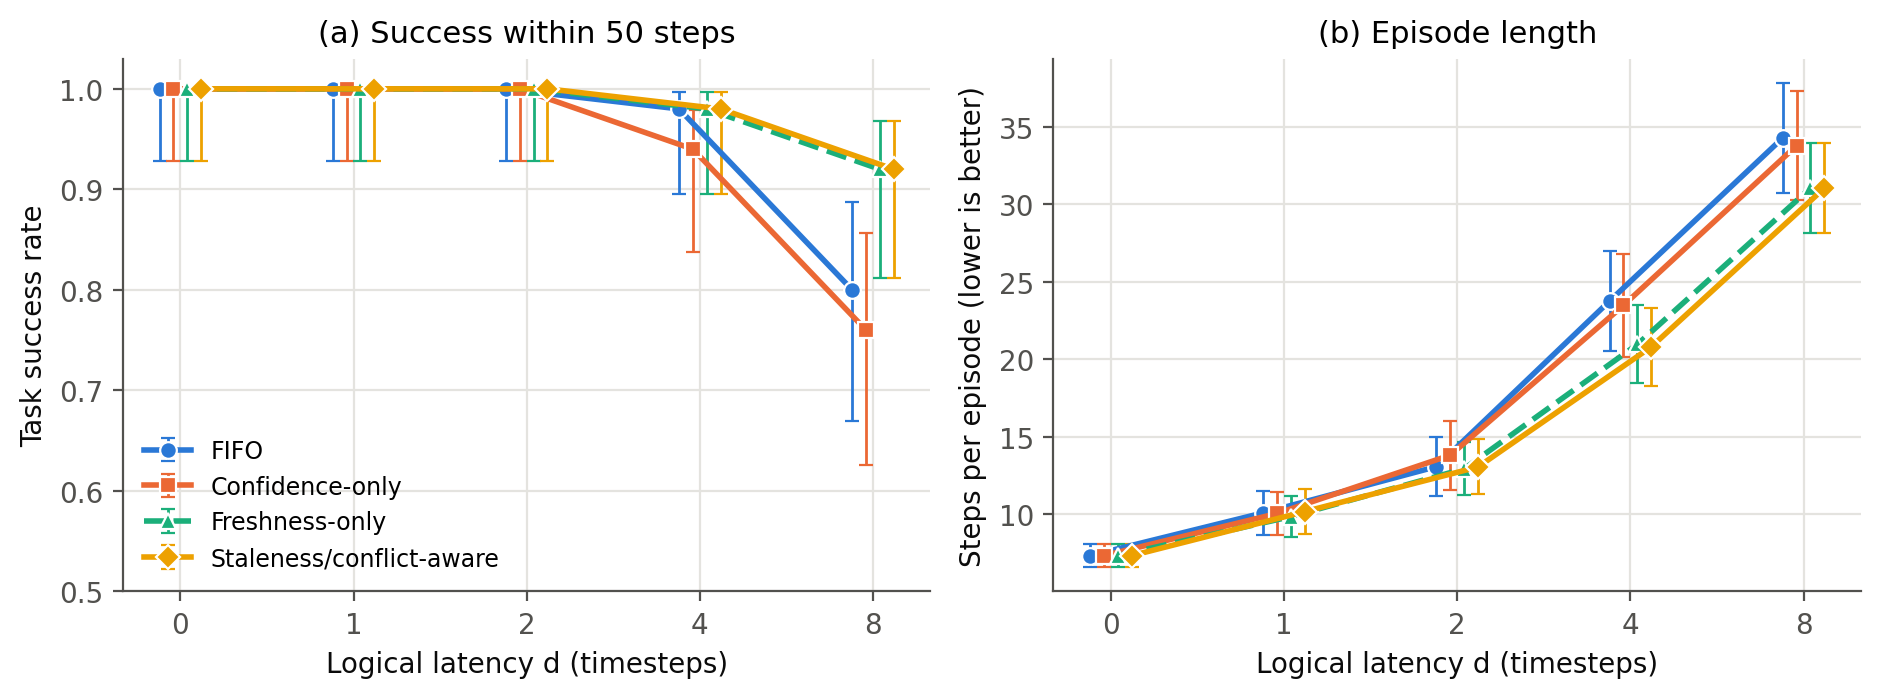 (a) Success within 50 steps
Task success rate
1.0
0.9
0.8
0.7
0.6
0.5
FIFO
Confidence-only
Freshness-only
Staleness/conflict-aware
0 1 2 4 8
Logical latency d (timesteps)
(b) Episode length
Steps per episode (lower is better)
35
30
25
20
15
10
0 1 2 4 8
Logical latency d (timesteps)